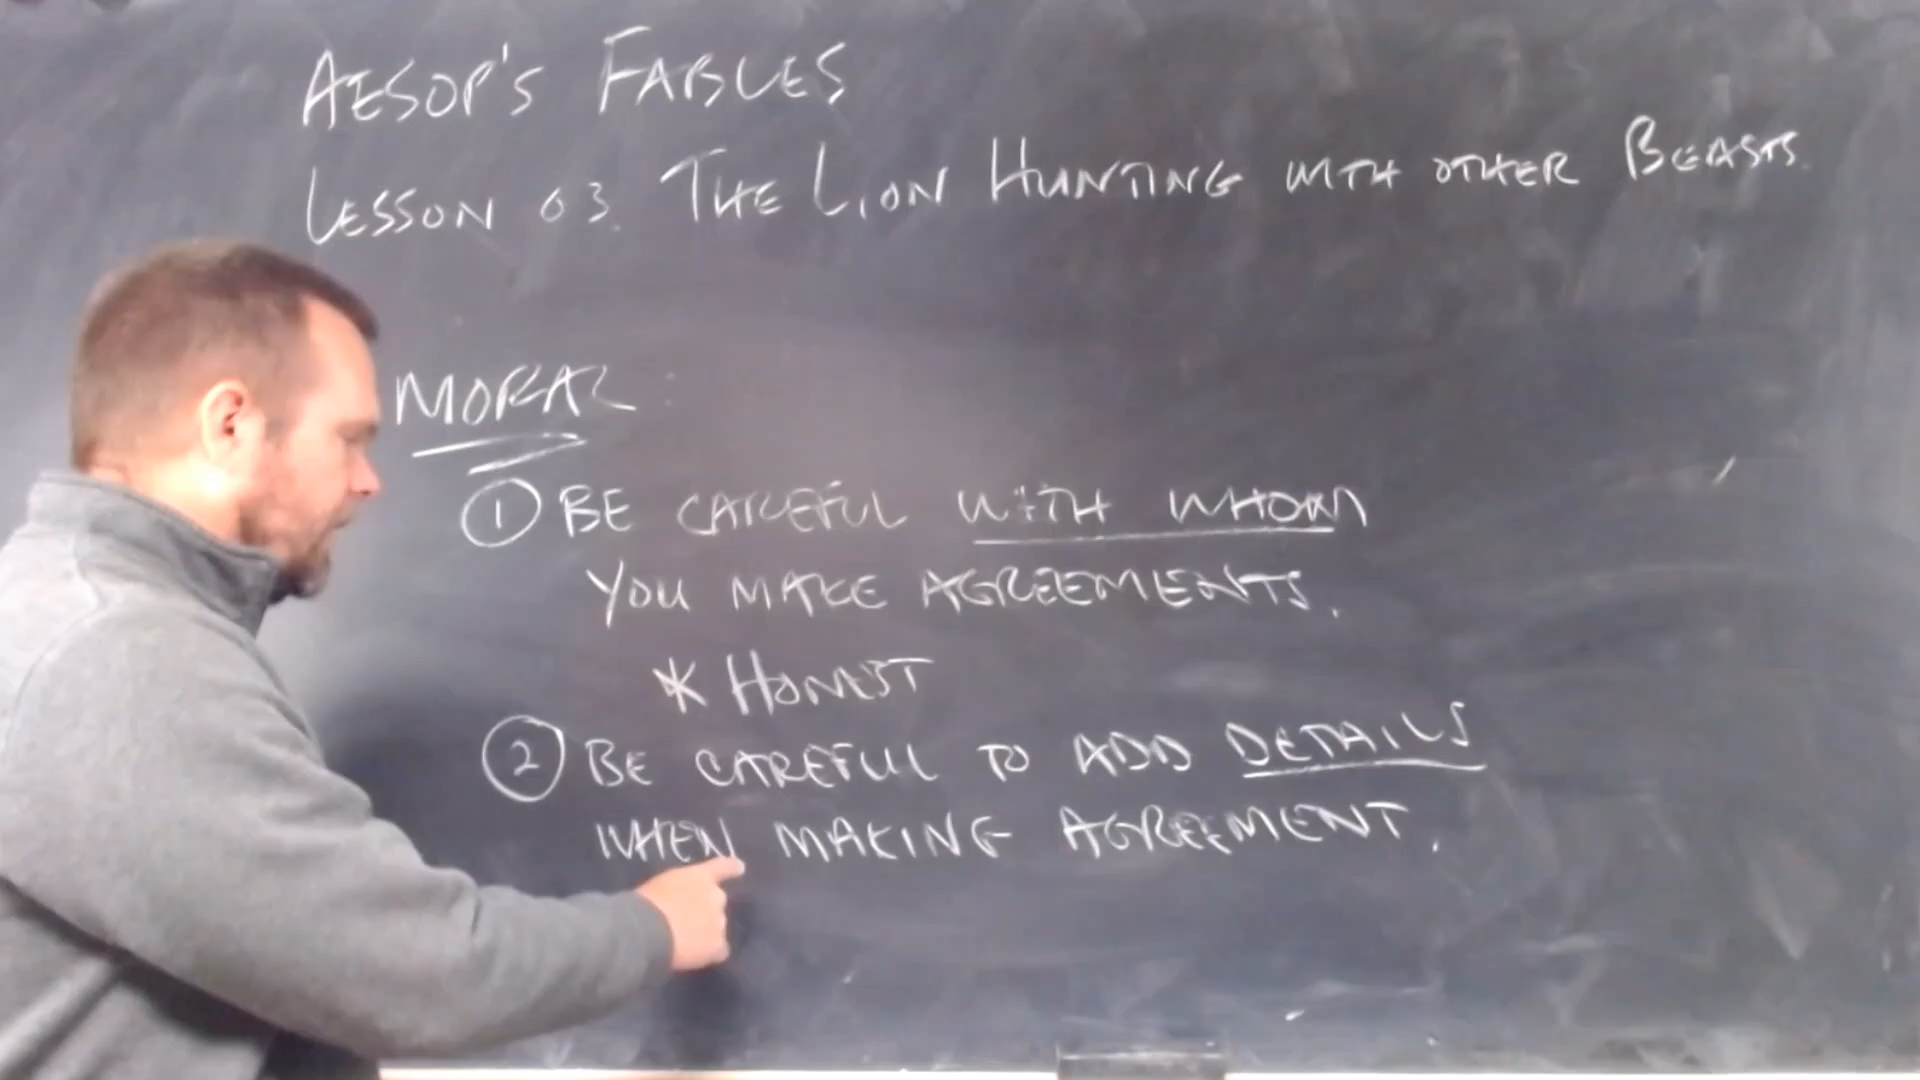 AESOP'S FABLES
LESSON 03. THE LION HUNTING WITH OTHER BEASTS.
MORAL:
① BE CAREFUL WITH WHOM
YOU MAKE AGREEMENTS.
* HONEST
② BE CAREFUL TO ADD DETAILS
WHEN MAKING AGREEMENT.